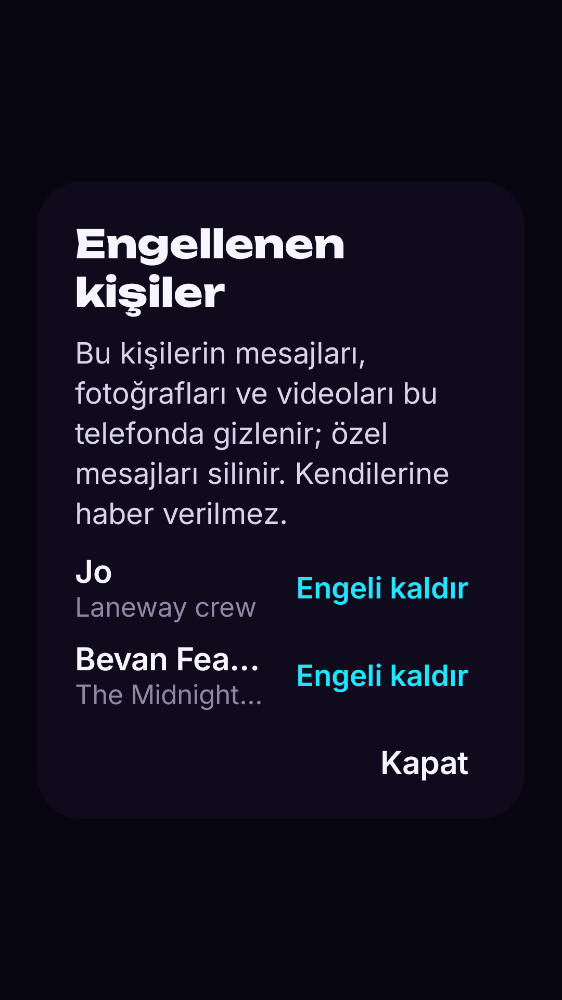 Engellenen
kişiler
Bu kişilerin mesajları,
fotoğrafları ve videoları bu
telefonda gizlenir; özel
mesajları silinir. Kendilerine
haber verilmez.
Jo
Laneway crew
Engeli kaldır
Bevan Fea...
The Midnight...
Engeli kaldır
Kapat